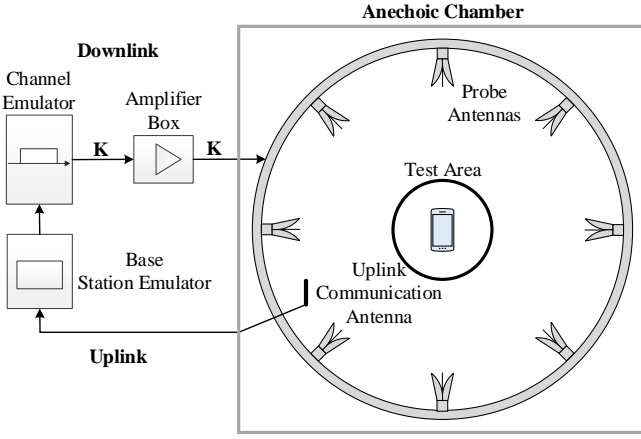 Anechoic Chamber
Downlink
Channel
Emulator
Amplifier
Box
K
K
Probe
Antennas
Test Area
Base
Station Emulator
Uplink
Communication
Antenna
Uplink